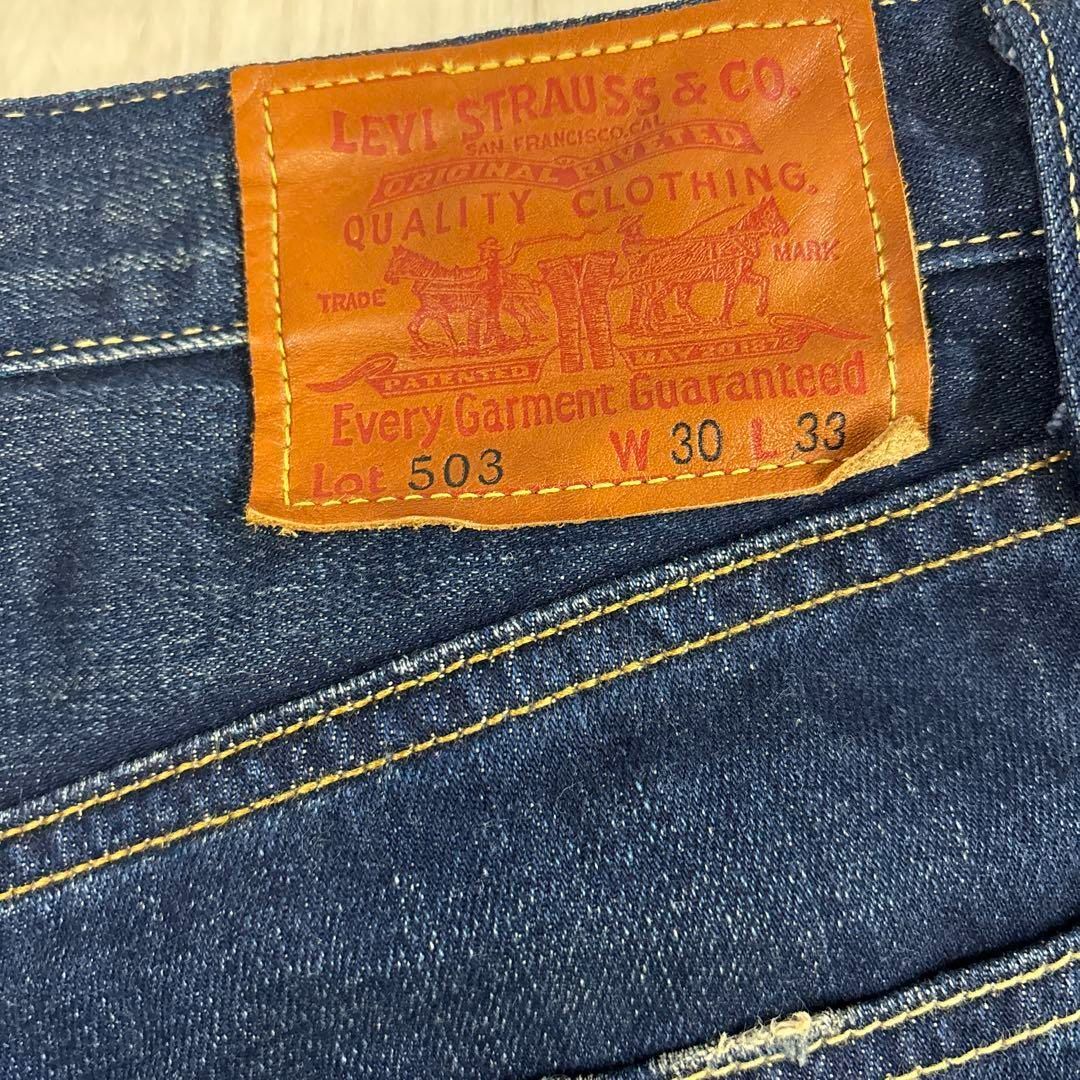 LEVI STRAUSS & CO.
SAN FRANCISCO, CAL.
ORIGINAL RIVETED
QUALITY CLOTHING.
TRADE MARK
PATENTED MAY 20 1873
Every Garment Guaranteed
Lot 503 W 30 L 33